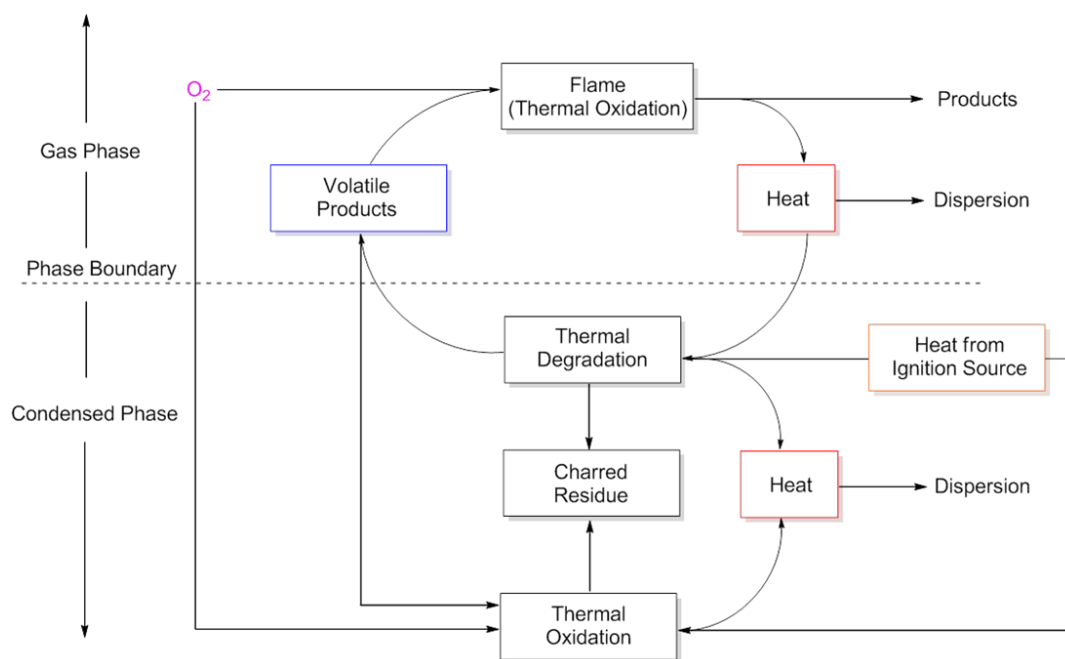 O₂
Flame
(Thermal Oxidation)
Products
Gas Phase
Volatile
Products
Heat
Dispersion
Phase Boundary
Thermal
Degradation
Heat from
Ignition Source
Condensed Phase
Charred
Residue
Heat
Dispersion
Thermal
Oxidation